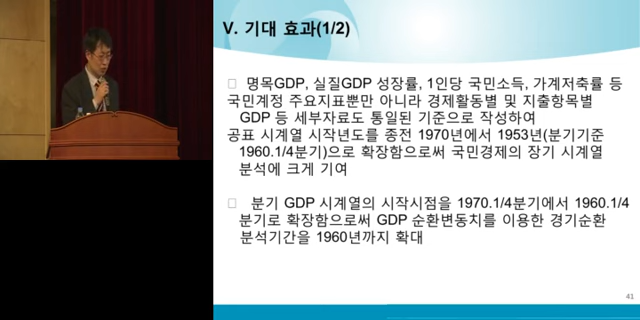 V. 기대 효과(1/2)
□ 명목GDP, 실질GDP 성장률, 1인당 국민소득, 가계저축률 등
국민계정 주요지표뿐만 아니라 경제활동별 및 지출항목별
GDP 등 세부자료도 통일된 기준으로 작성하여
공표 시계열 시작년도를 종전 1970년에서 1953년(분기기준
1960.1/4분기)으로 확장함으로써 국민경제의 장기 시계열
분석에 크게 기여
□ 분기 GDP 시계열의 시작시점을 1970.1/4분기에서 1960.1/4
분기로 확장함으로써 GDP 순환변동치를 이용한 경기순환
분석기간을 1960년까지 확대
41